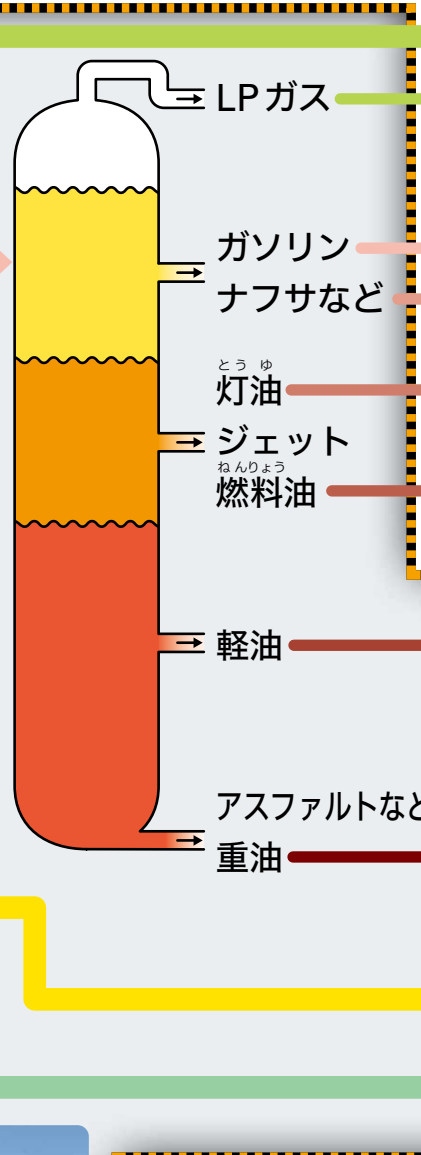 LPガス
ガソリン
ナフサなど
とうゆ
灯油
ジェット
ねんりょう
燃料油
軽油
アスファルトなど
重油